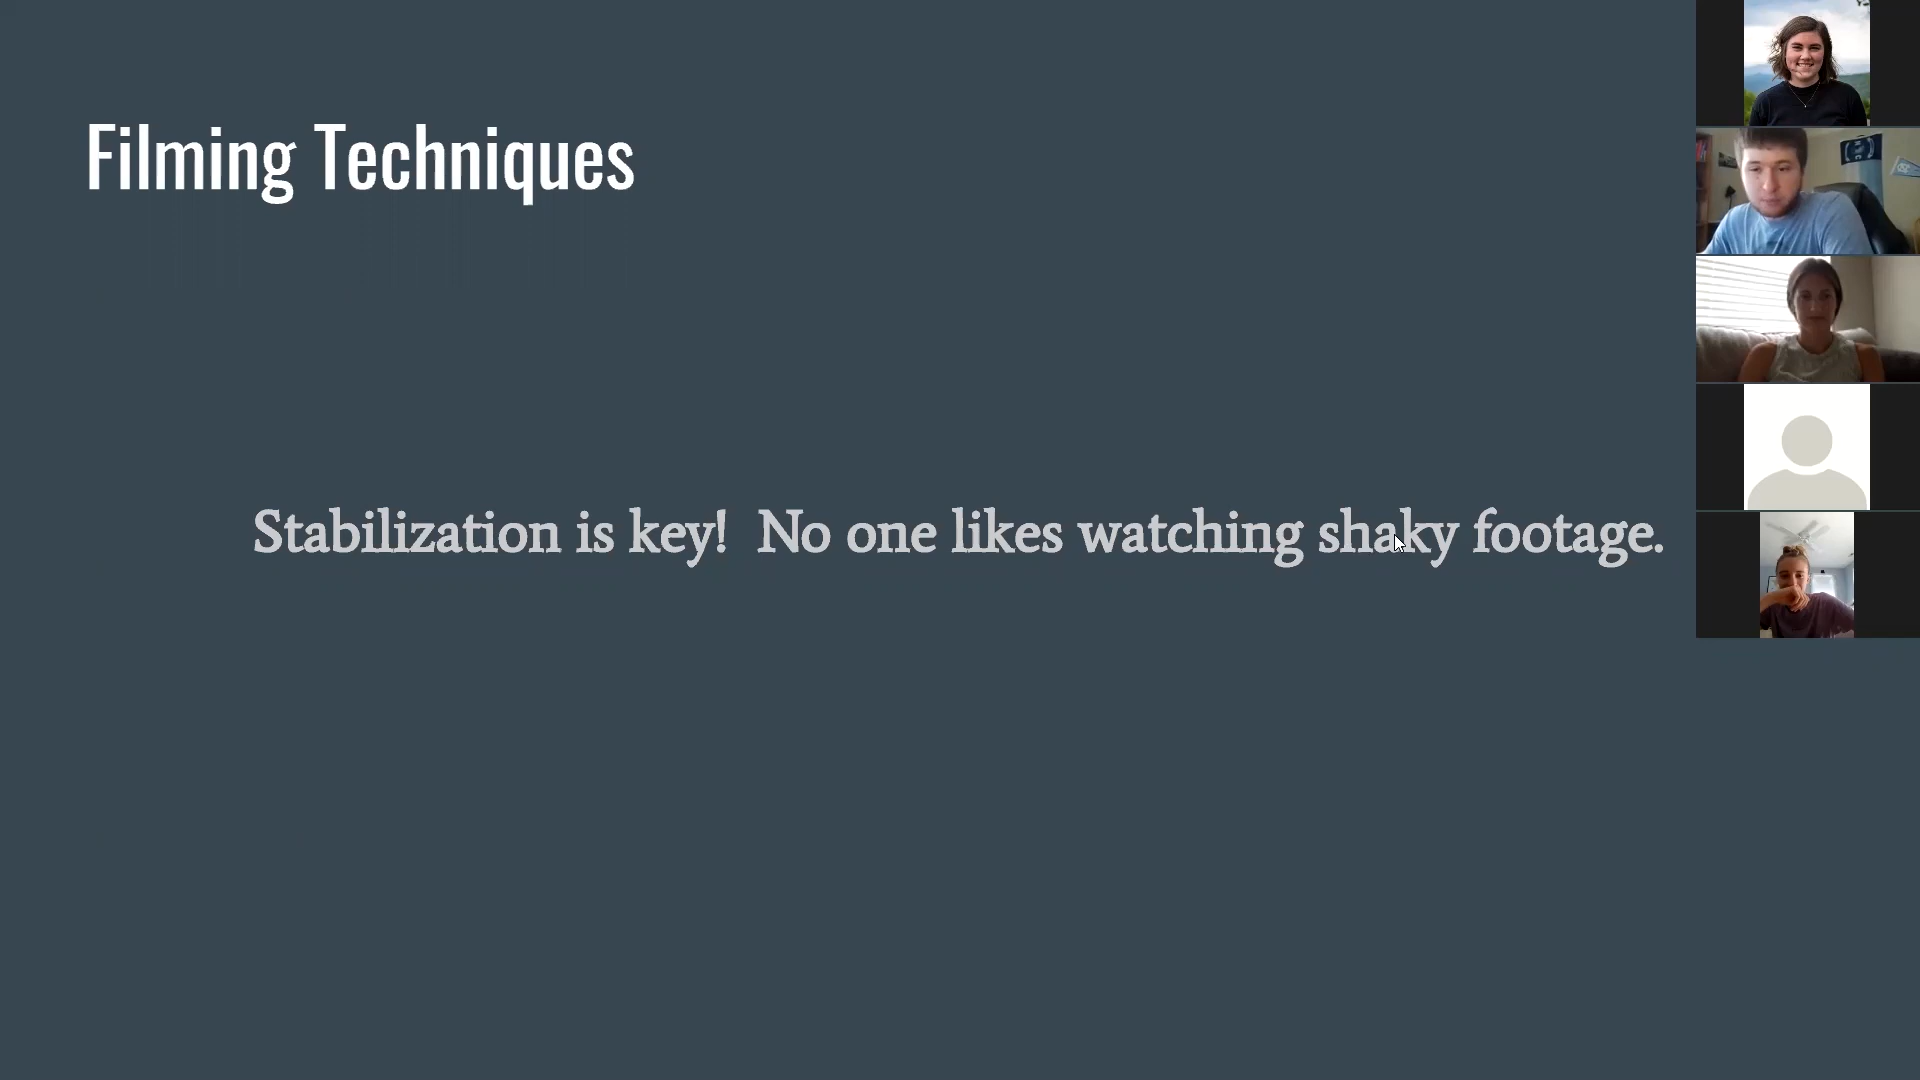 Filming Techniques
Stabilization is key!  No one likes watching shaky footage.